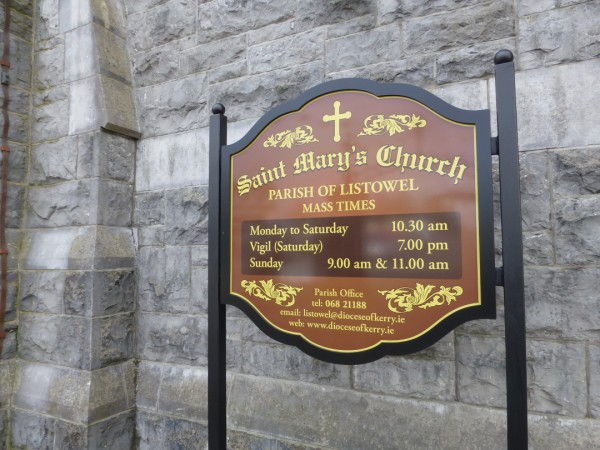 Saint Mary's Church
PARISH OF LISTOWEL
MASS TIMES
Monday to Saturday 10.30 am
Vigil (Saturday) 7.00 pm
Sunday 9.00 am & 11.00 am
Parish Office
tel: 068 21188
email: listowel@dioceseofkerry.ie
web: www.dioceseofkerry.ie